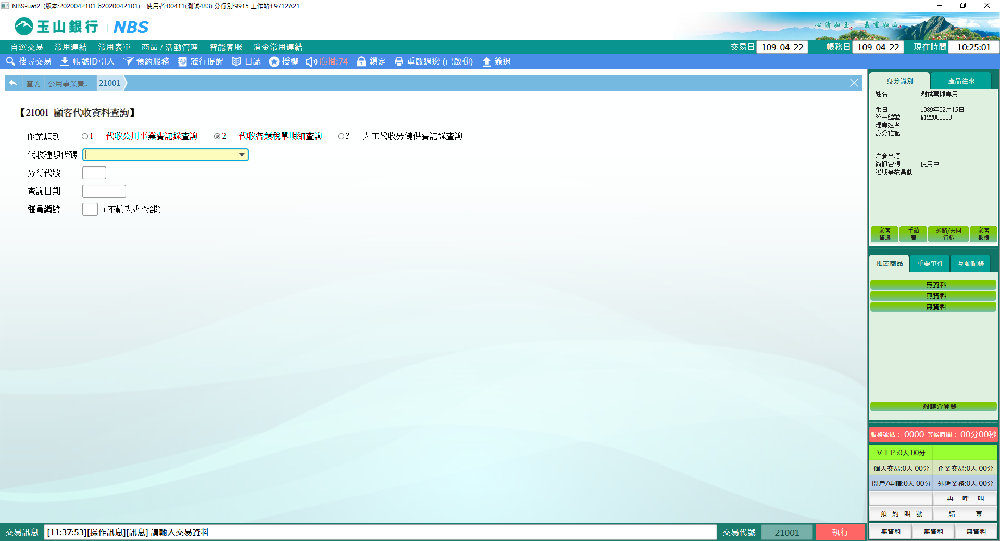 NBS-uat2 (版本:2020042101.b2020042101) 使用者:00411(測試483) 分行別:9915 工作站:L9712A21
玉山銀行 | NBS
心清如玉。 義重如山。
自選交易 常用連結 常用表單 商品 / 活動管理 智能客服 消金常用連結 交易日 109-04-22 帳務日 109-04-22 現在時間 10:25:01
搜尋交易 帳號ID引入 預約服務 蒞行提醒 日誌 授權 廣播:74 鎖定 重啟週邊 (已啟動) 簽退
查詢 公用事業費.. 21001
【21001 顧客代收資料查詢】
作業類別 1 - 代收公用事業費記錄查詢 2 - 代收各類稅單明細查詢 3 - 人工代收勞健保費記錄查詢
代收種類代碼
分行代號
查詢日期
櫃員編號 (不輸入查全部)
身分識別 產品往來
姓名 測試票據專用
生日 1989年02月15日
統一編號 R122000009
理專姓名
身分註記
注意事項
簡訊密碼 使用中
近期事故異動
顧客資訊 手續費 通路/共同行銷 顧客影像
推薦商品 重要事件 互動記錄
無資料
無資料
無資料
一般轉介登錄
服務號碼： 0000 等候時間： 00分00秒
ＶＩＰ:0人 00分
個人交易:0人 00分 企業交易:0人 00分
開戶/申請:0人 00分 外匯業務:0人 00分
再 呼 叫
預 約 叫 號 結 束
無資料 無資料 無資料
交易訊息 [11:37:53][操作訊息][訊息] 請輸入交易資料 交易代號 21001 執行